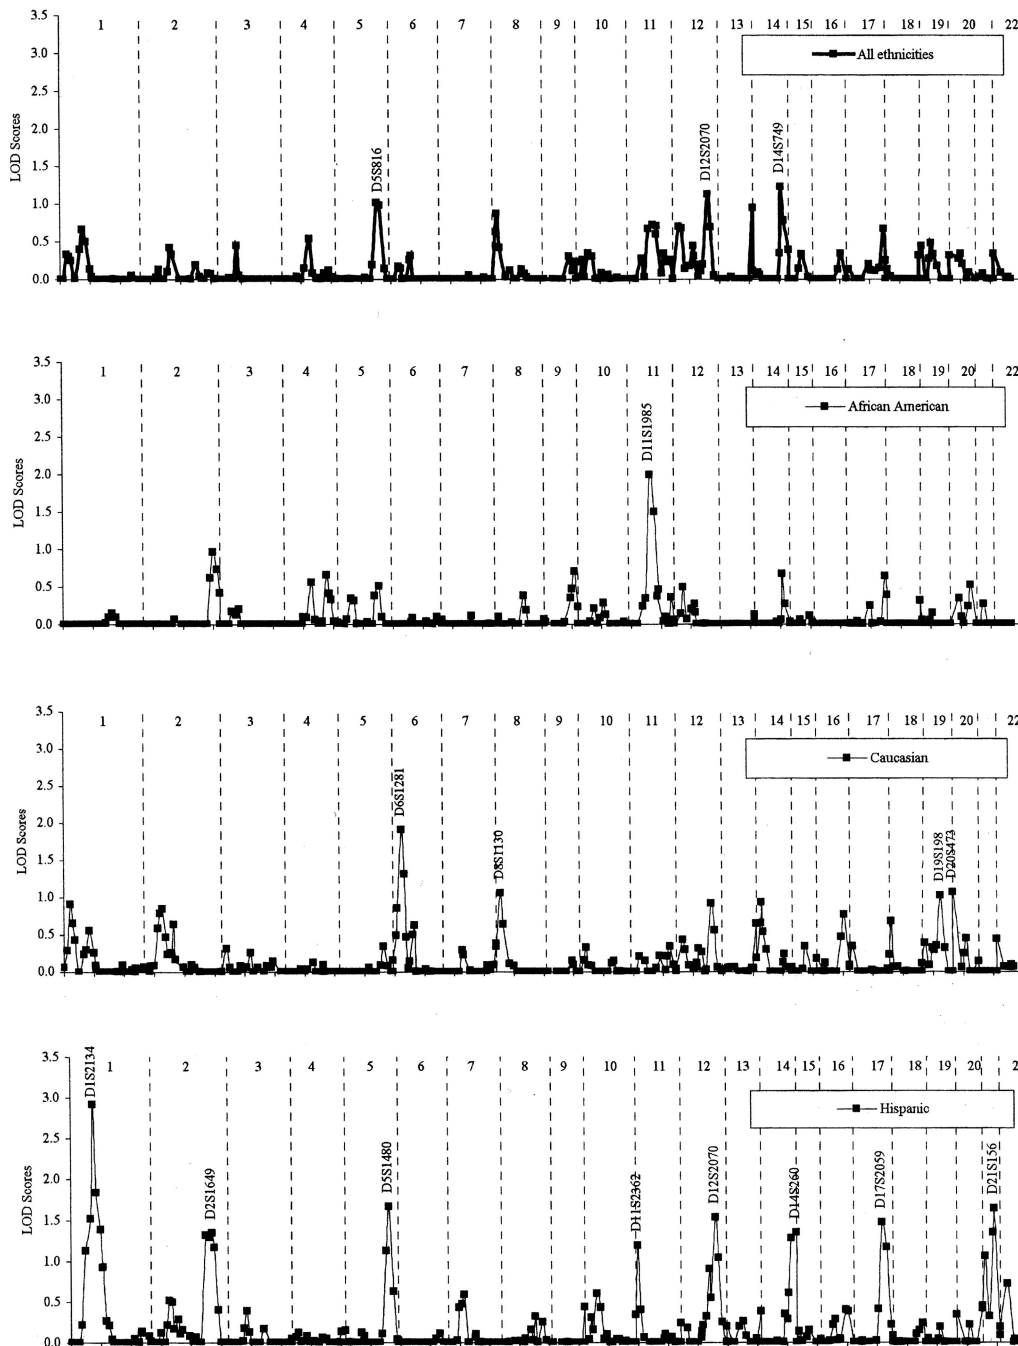 3.5 1 2 3 4 5 6 7 8 9 10 11 12 13 14 15 16 17 18 19 20 22
All ethnicities
3.0
2.5
2.0
1.5
1.0
0.5
0.0
LOD Scores
D5S816
D12S2070
D14S749
3.5 1 2 3 4 5 6 7 8 9 10 11 12 13 14 15 16 17 18 19 20 22
African American
3.0
2.5
2.0
1.5
1.0
0.5
0.0
LOD Scores
D11S1985
3.5 1 2 3 4 5 6 7 8 9 10 11 12 13 14 15 16 17 18 19 20 22
Caucasian
3.0
2.5
2.0
1.5
1.0
0.5
0.0
LOD Scores
D6S1281
D8S1130
D19S198
D20S473
3.5 1 2 3 4 5 6 7 8 9 10 11 12 13 14 15 16 17 18 19 20 2
Hispanic
3.0
2.5
2.0
1.5
1.0
0.5
0.0
LOD Scores
D1S2134
D2S1649
D5S1480
D11S2362
D12S2070
D14S260
D17S2059
D21S156